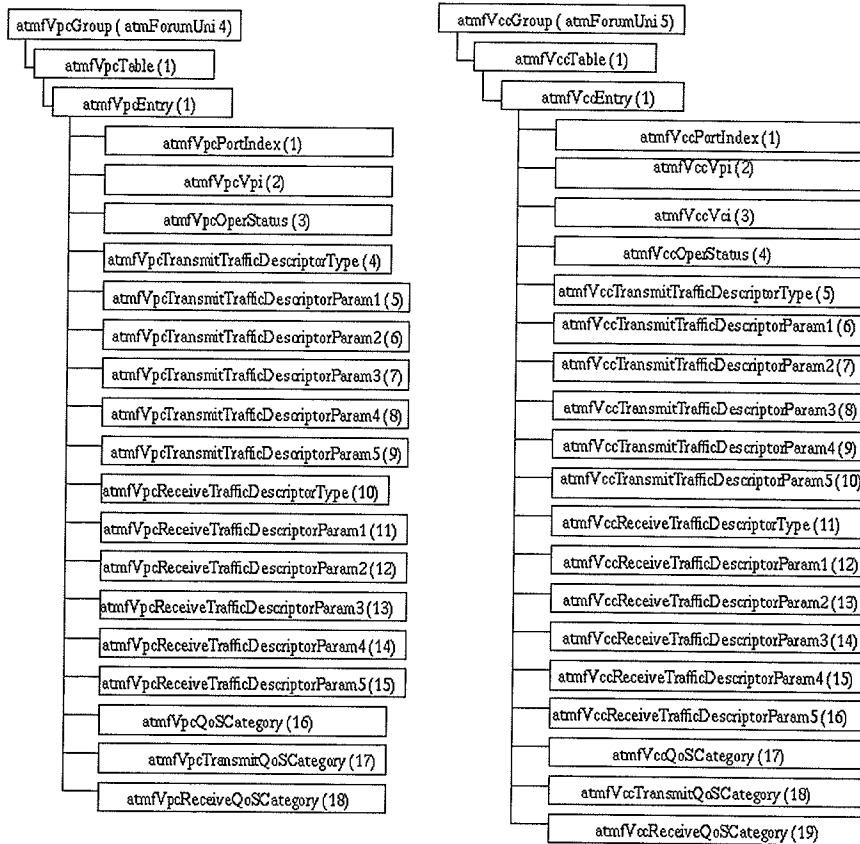 atmfVpcGroup ( atmForumUni 4)
atmfVpcTable (1)
atmfVpcEntry (1)
atmfVpcPortIndex (1)
atmfVpcVpi (2)
atmfVpcOperStatus (3)
atmfVpcTransmitTrafficDescriptorType (4)
atmfVpcTransmitTrafficDescriptorParam1 (5)
atmfVpcTransmitTrafficDescriptorParam2 (6)
atmfVpcTransmitTrafficDescriptorParam3 (7)
atmfVpcTransmitTrafficDescriptorParam4 (8)
atmfVpcTransmitTrafficDescriptorParam5 (9)
atmfVpcReceiveTrafficDescriptorType (10)
atmfVpcReceiveTrafficDescriptorParam1 (11)
atmfVpcReceiveTrafficDescriptorParam2 (12)
atmfVpcReceiveTrafficDescriptorParam3 (13)
atmfVpcReceiveTrafficDescriptorParam4 (14)
atmfVpcReceiveTrafficDescriptorParam5 (15)
atmfVpcQoSCategory (16)
atmfVpcTransmitQoSCategory (17)
atmfVpcReceiveQoSCategory (18)
atmfVccGroup ( atmForumUni 5)
atmfVccTable (1)
atmfVccEntry (1)
atmfVccPortIndex (1)
atmfVccVpi (2)
atmfVccVci (3)
atmfVccOperStatus (4)
atmfVccTransmitTrafficDescriptorType (5)
atmfVccTransmitTrafficDescriptorParam1 (6)
atmfVccTransmitTrafficDescriptorParam2 (7)
atmfVccTransmitTrafficDescriptorParam3 (8)
atmfVccTransmitTrafficDescriptorParam4 (9)
atmfVccTransmitTrafficDescriptorParam5 (10)
atmfVccReceiveTrafficDescriptorType (11)
atmfVccReceiveTrafficDescriptorParam1 (12)
atmfVccReceiveTrafficDescriptorParam2 (13)
atmfVccReceiveTrafficDescriptorParam3 (14)
atmfVccReceiveTrafficDescriptorParam4 (15)
atmfVccReceiveTrafficDescriptorParam5 (16)
atmfVccQoSCategory (17)
atmfVccTransmitQoSCategory (18)
atmfVccReceiveQoSCategory (19)